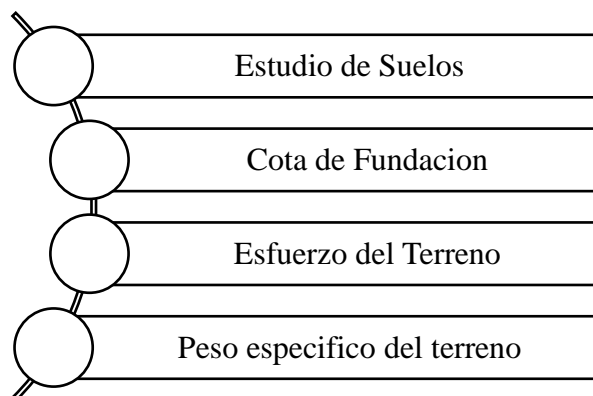 Estudio de Suelos
Cota de Fundacion
Esfuerzo del Terreno
Peso especifico del terreno